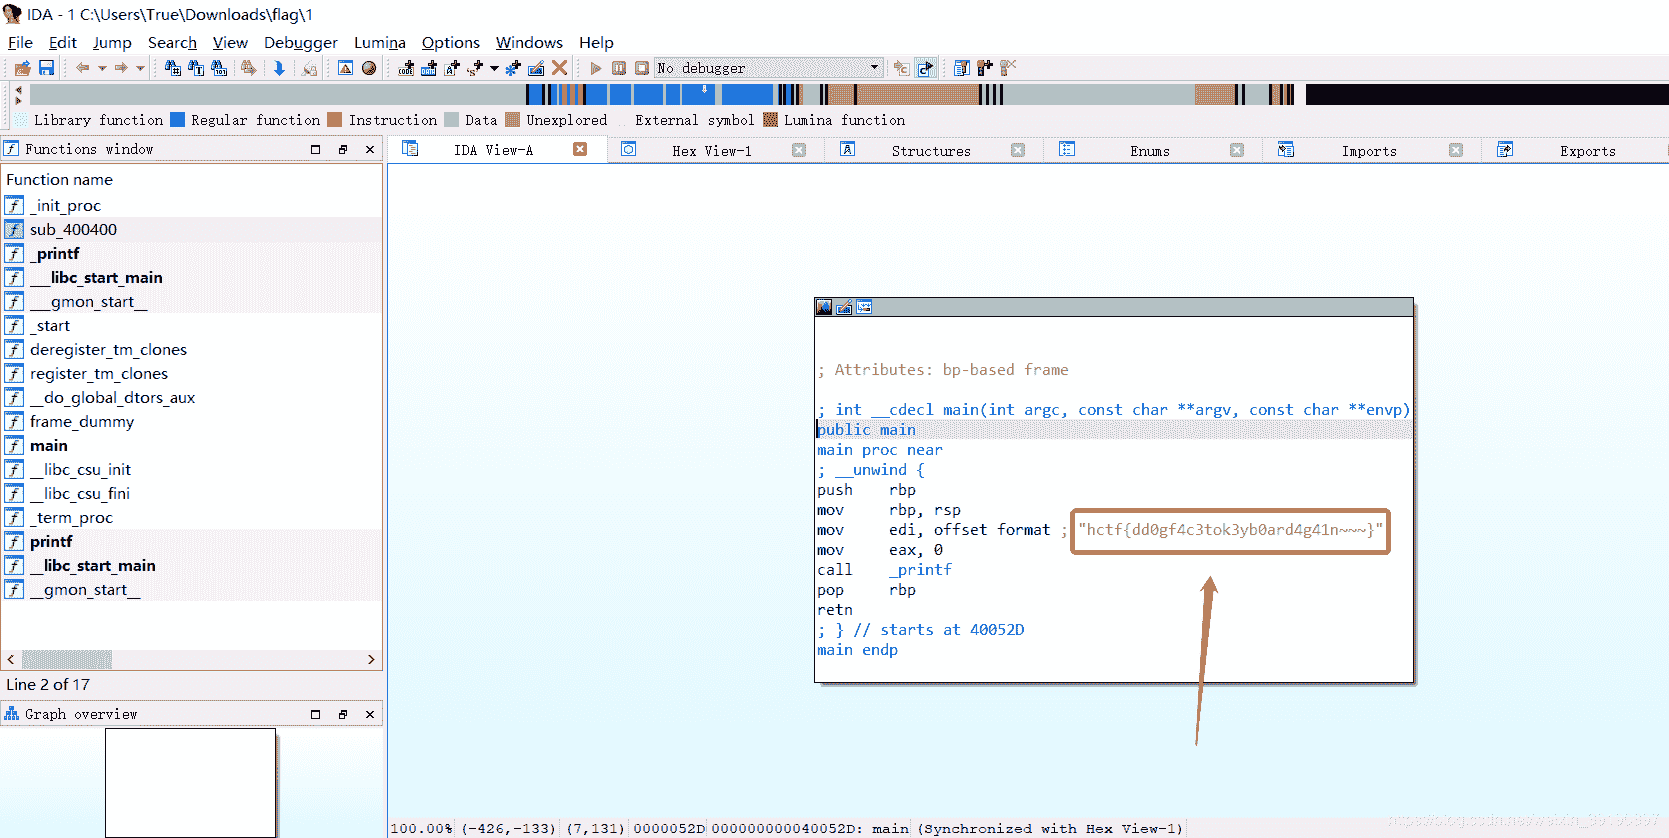 IDA - 1 C:\Users\True\Downloads\flag\1
File Edit Jump Search View Debugger Lumina Options Windows Help
No debugger
Library function Regular function Instruction Data Unexplored External symbol Lumina function
Functions window
IDA View-A Hex View-1 Structures Enums Imports Exports
Function name
_init_proc
sub_400400
_printf
___libc_start_main
___gmon_start__
_start
deregister_tm_clones
register_tm_clones
__do_global_dtors_aux
frame_dummy
main
__libc_csu_init
__libc_csu_fini
_term_proc
printf
__libc_start_main
__gmon_start__
Line 2 of 17
Graph overview
; Attributes: bp-based frame
; int __cdecl main(int argc, const char **argv, const char **envp)
public main
main proc near
; __unwind {
push rbp
mov rbp, rsp
mov edi, offset format ; "hctf{dd0gf4c3tok3yb0ard4g41n~~~}"
mov eax, 0
call _printf
pop rbp
retn
; } // starts at 40052D
main endp
100.00% (-426,-133) (7,131) 0000052D 000000000040052D: main (Synchronized with Hex View-1)